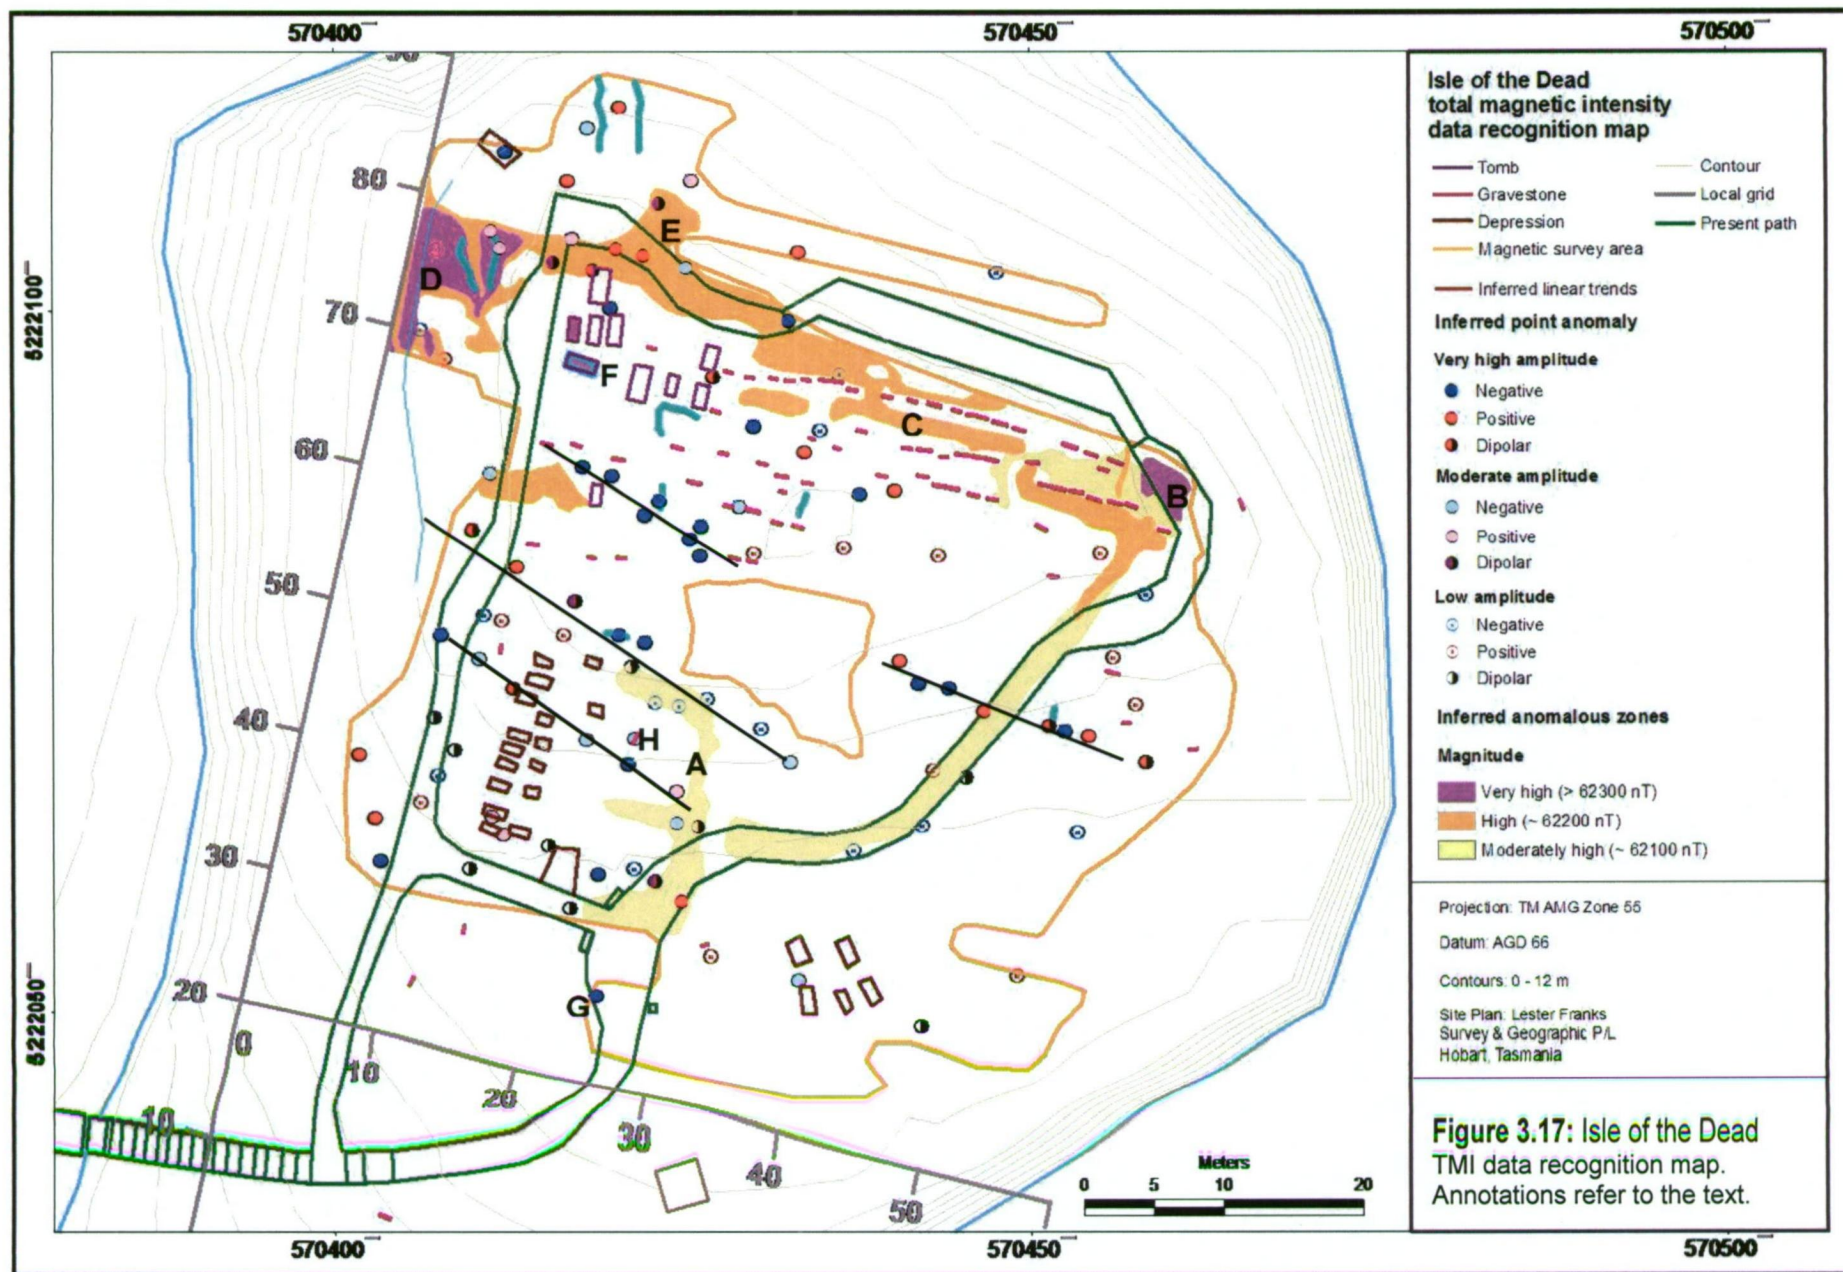 570400
570450
570500
5222100
5222050
90
80
70
60
50
40
30
20
10
0
10
20
30
40
50
D
E
F
C
B
H
A
G
Meters
0 5 10 20
570400
570450
570500
Isle of the Dead
total magnetic intensity
data recognition map
Tomb
Gravestone
Depression
Magnetic survey area
Inferred linear trends
Contour
Local grid
Present path
Inferred point anomaly
Very high amplitude
Negative
Positive
Dipolar
Moderate amplitude
Negative
Positive
Dipolar
Low amplitude
Negative
Positive
Dipolar
Inferred anomalous zones
Magnitude
Very high (> 62300 nT)
High (~ 62200 nT)
Moderately high (~ 62100 nT)
Projection: TM AMG Zone 55
Datum: AGD 66
Contours: 0 - 12 m
Site Plan: Lester Franks
Survey & Geographic P/L
Hobart, Tasmania
Figure 3.17: Isle of the Dead
TMI data recognition map.
Annotations refer to the text.